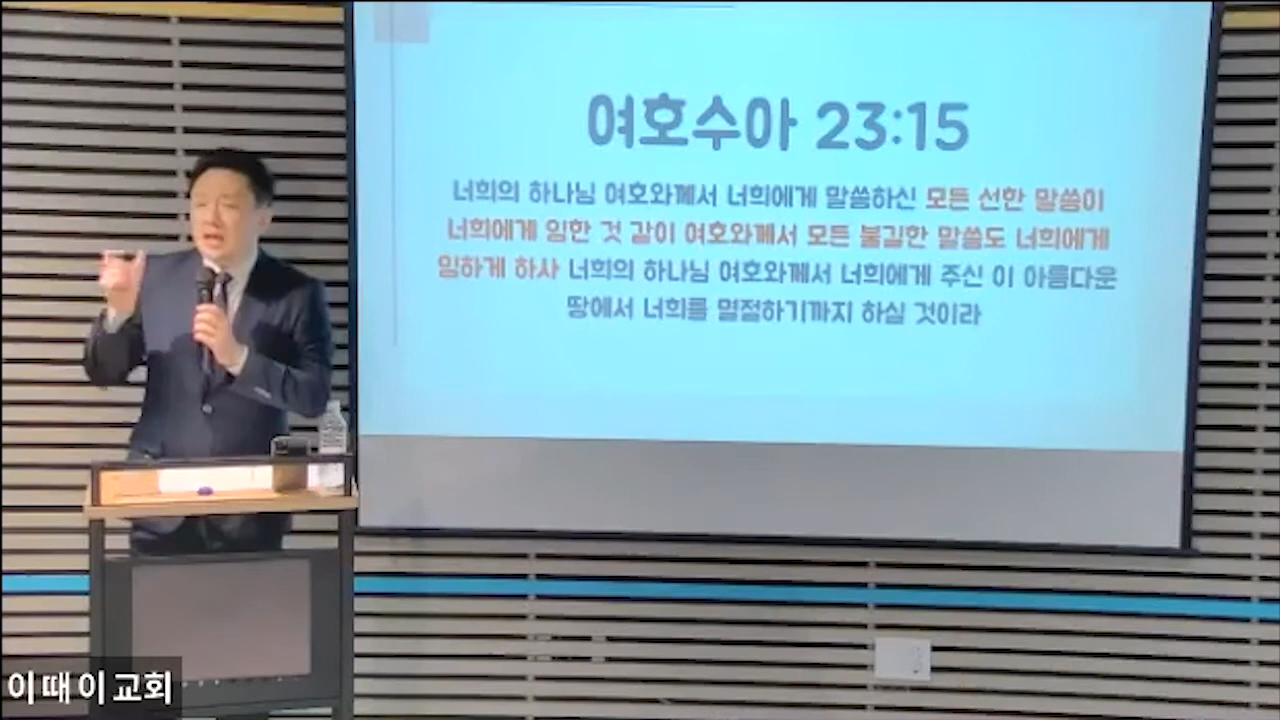 여호수아 23:15
너희의 하나님 여호와께서 너희에게 말씀하신 모든 선한 말씀이
너희에게 임한 것 같이 여호와께서 모든 불길한 말씀도 너희에게
임하게 하사 너희의 하나님 여호와께서 너희에게 주신 이 아름다운
땅에서 너희를 멸절하기까지 하실 것이라
이 때 이 교회